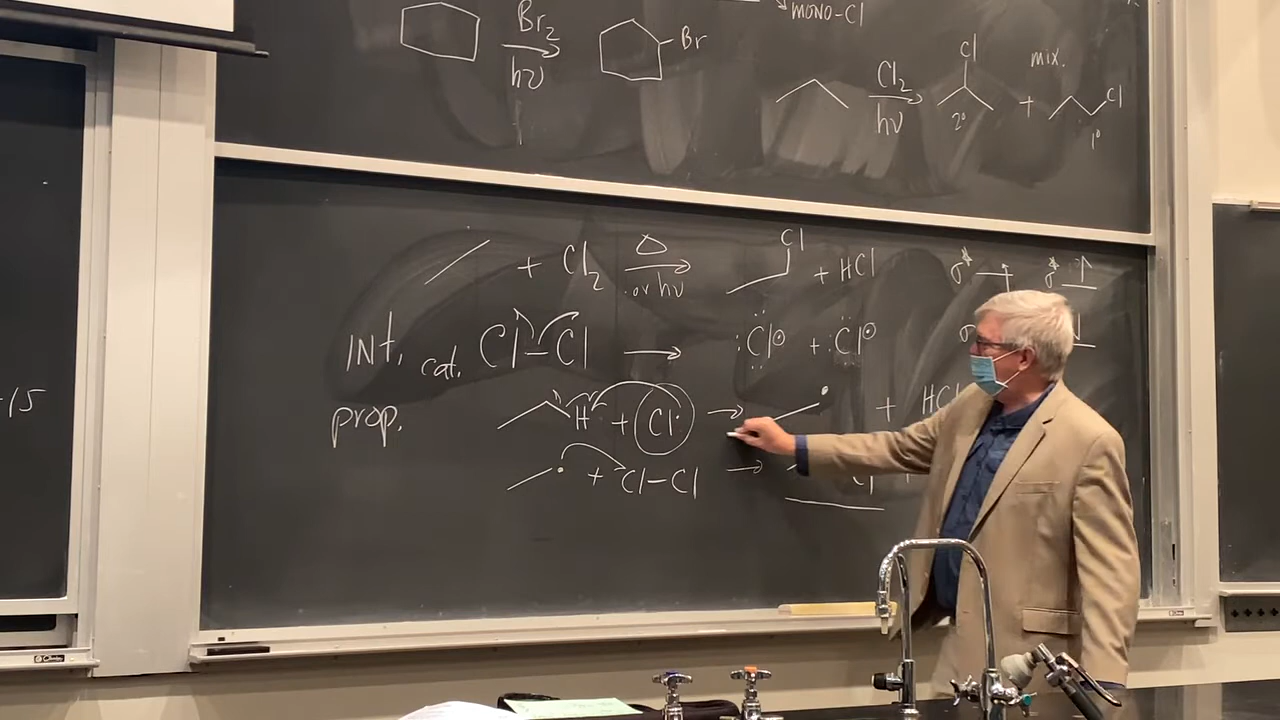 mono-Cl
Br₂
hν
Br
Cl₂
hν
Cl
2°
+
mix.
Cl
1°
+ Cl₂
Δ
or hν
Cl
+ HCl
σ* σ*
Int. cat. Cl–Cl → :Cl• + :Cl•
σ
prop. H + Cl· → + HCl
+ Cl–Cl →
-15